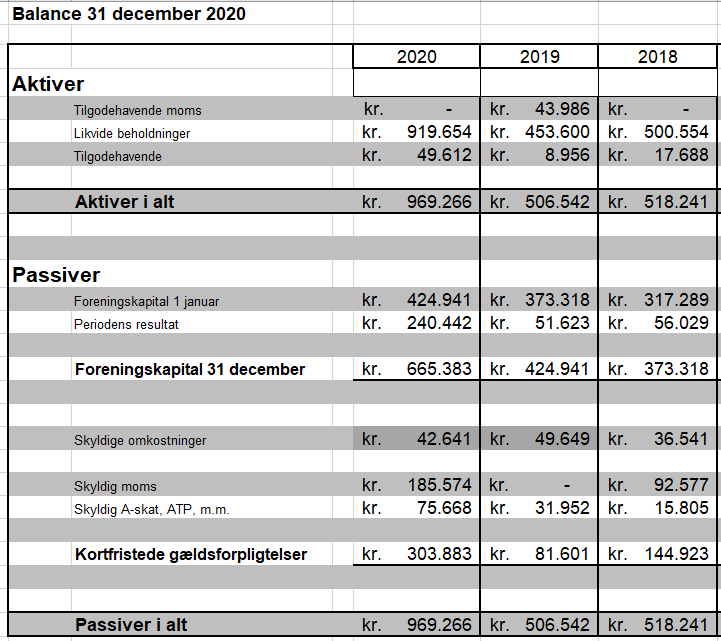 Balance 31 december 2020
2020 2019 2018
Aktiver
Tilgodehavende moms kr. - kr. 43.986 kr. -
Likvide beholdninger kr. 919.654 kr. 453.600 kr. 500.554
Tilgodehavende kr. 49.612 kr. 8.956 kr. 17.688
Aktiver i alt kr. 969.266 kr. 506.542 kr. 518.241
Passiver
Foreningskapital 1 januar kr. 424.941 kr. 373.318 kr. 317.289
Periodens resultat kr. 240.442 kr. 51.623 kr. 56.029
Foreningskapital 31 december kr. 665.383 kr. 424.941 kr. 373.318
Skyldige omkostninger kr. 42.641 kr. 49.649 kr. 36.541
Skyldig moms kr. 185.574 kr. - kr. 92.577
Skyldig A-skat, ATP, m.m. kr. 75.668 kr. 31.952 kr. 15.805
Kortfristede gældsforpligtelser kr. 303.883 kr. 81.601 kr. 144.923
Passiver i alt kr. 969.266 kr. 506.542 kr. 518.241